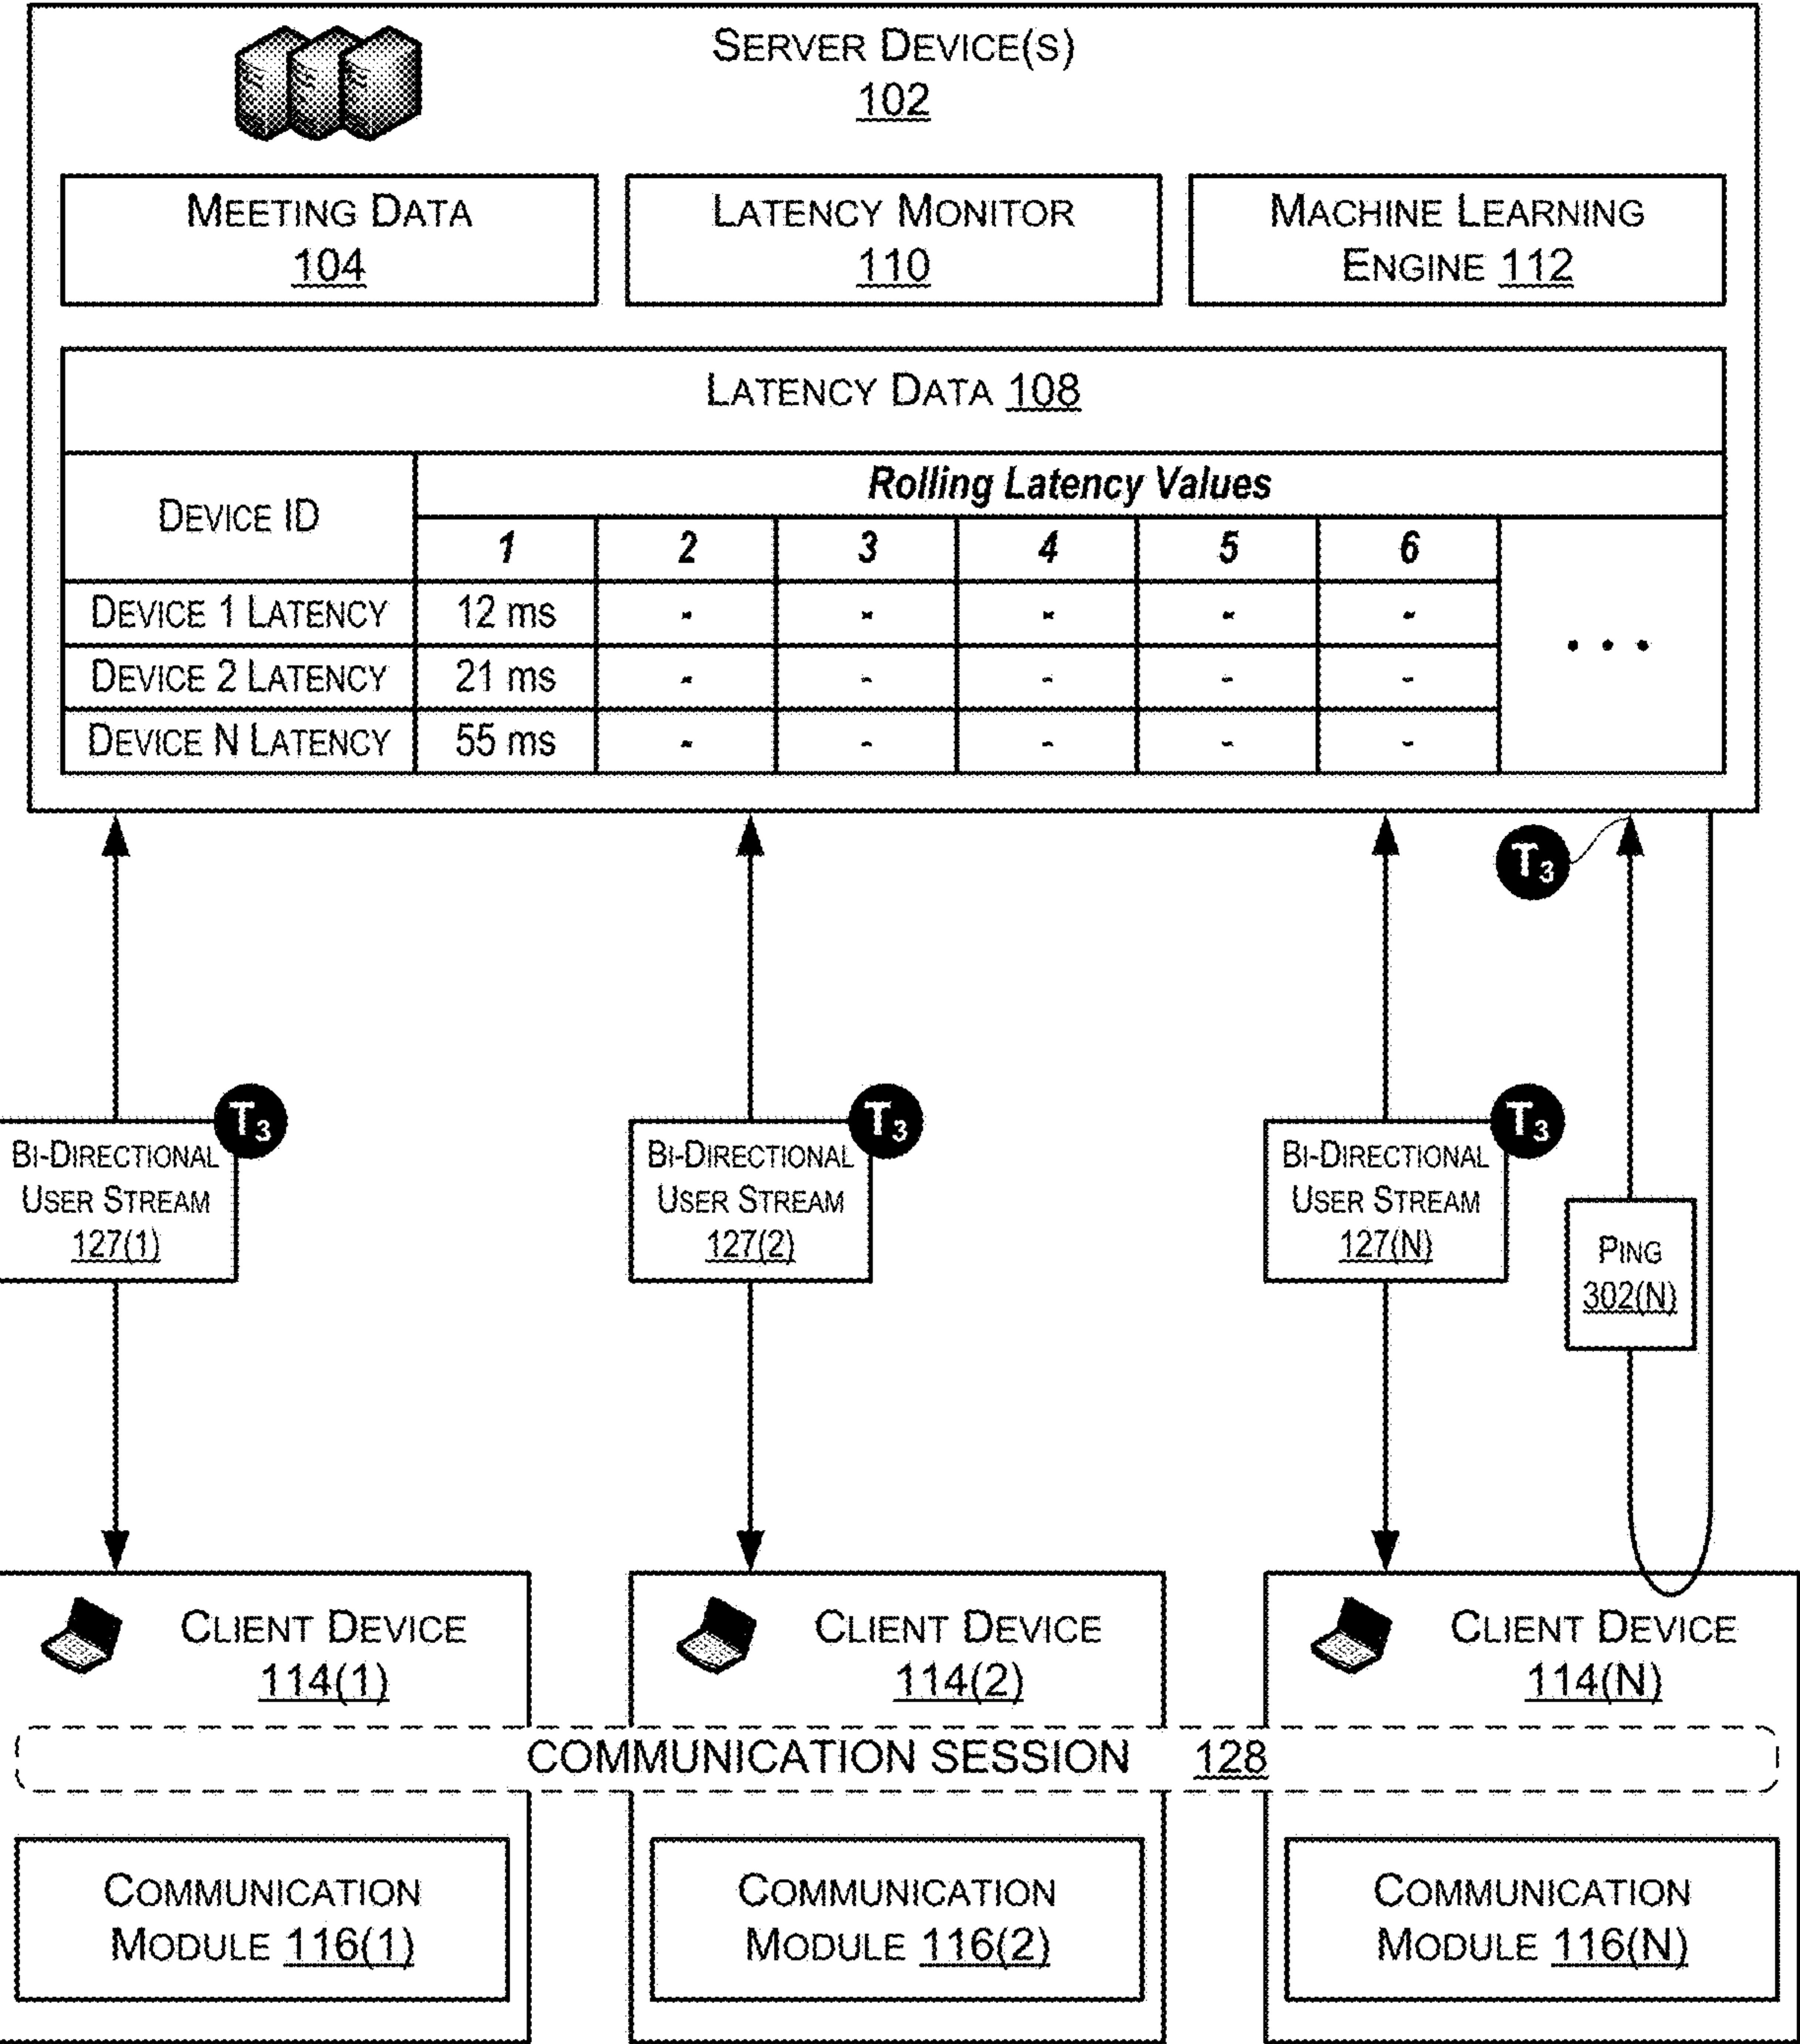 SERVER DEVICE(S)
102
MEETING DATA
104
LATENCY MONITOR
110
MACHINE LEARNING
ENGINE 112
LATENCY DATA 108
DEVICE ID
Rolling Latency Values
1 2 3 4 5 6
DEVICE 1 LATENCY 12 ms - - - - -
DEVICE 2 LATENCY 21 ms - - - - -
DEVICE N LATENCY 55 ms - - - - -
. . .
T3
T3
T3
T3
BI-DIRECTIONAL
USER STREAM
127(1)
BI-DIRECTIONAL
USER STREAM
127(2)
BI-DIRECTIONAL
USER STREAM
127(N)
PING
302(N)
CLIENT DEVICE
114(1)
CLIENT DEVICE
114(2)
CLIENT DEVICE
114(N)
COMMUNICATION SESSION 128
COMMUNICATION
MODULE 116(1)
COMMUNICATION
MODULE 116(2)
COMMUNICATION
MODULE 116(N)